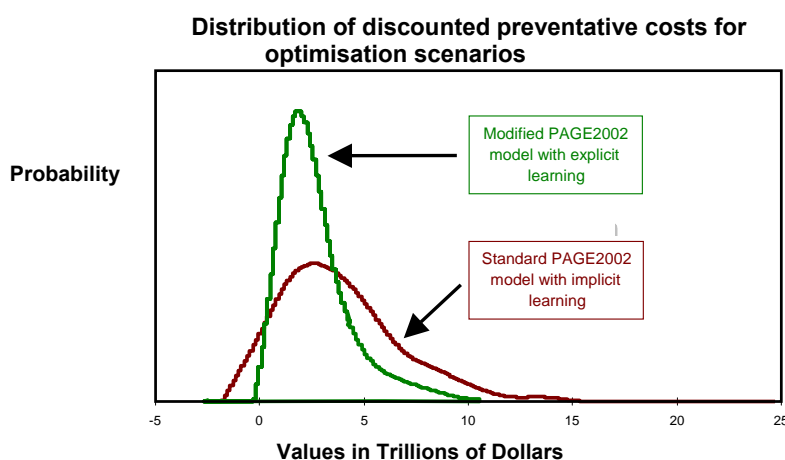 Distribution of discounted preventative costs for
optimisation scenarios
Modified PAGE2002
model with explicit
learning
Probability
Standard PAGE2002
model with implicit
learning
-5 0 5 10 15 20 25
Values in Trillions of Dollars